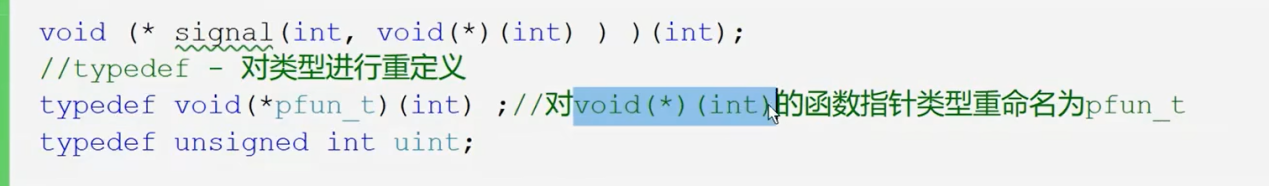 void (* signal(int, void(*)(int) ) )(int);
//typedef - 对类型进行重定义
typedef void(*pfun_t)(int) ;//对void(*)(int)的函数指针类型重命名为pfun_t
typedef unsigned int uint;